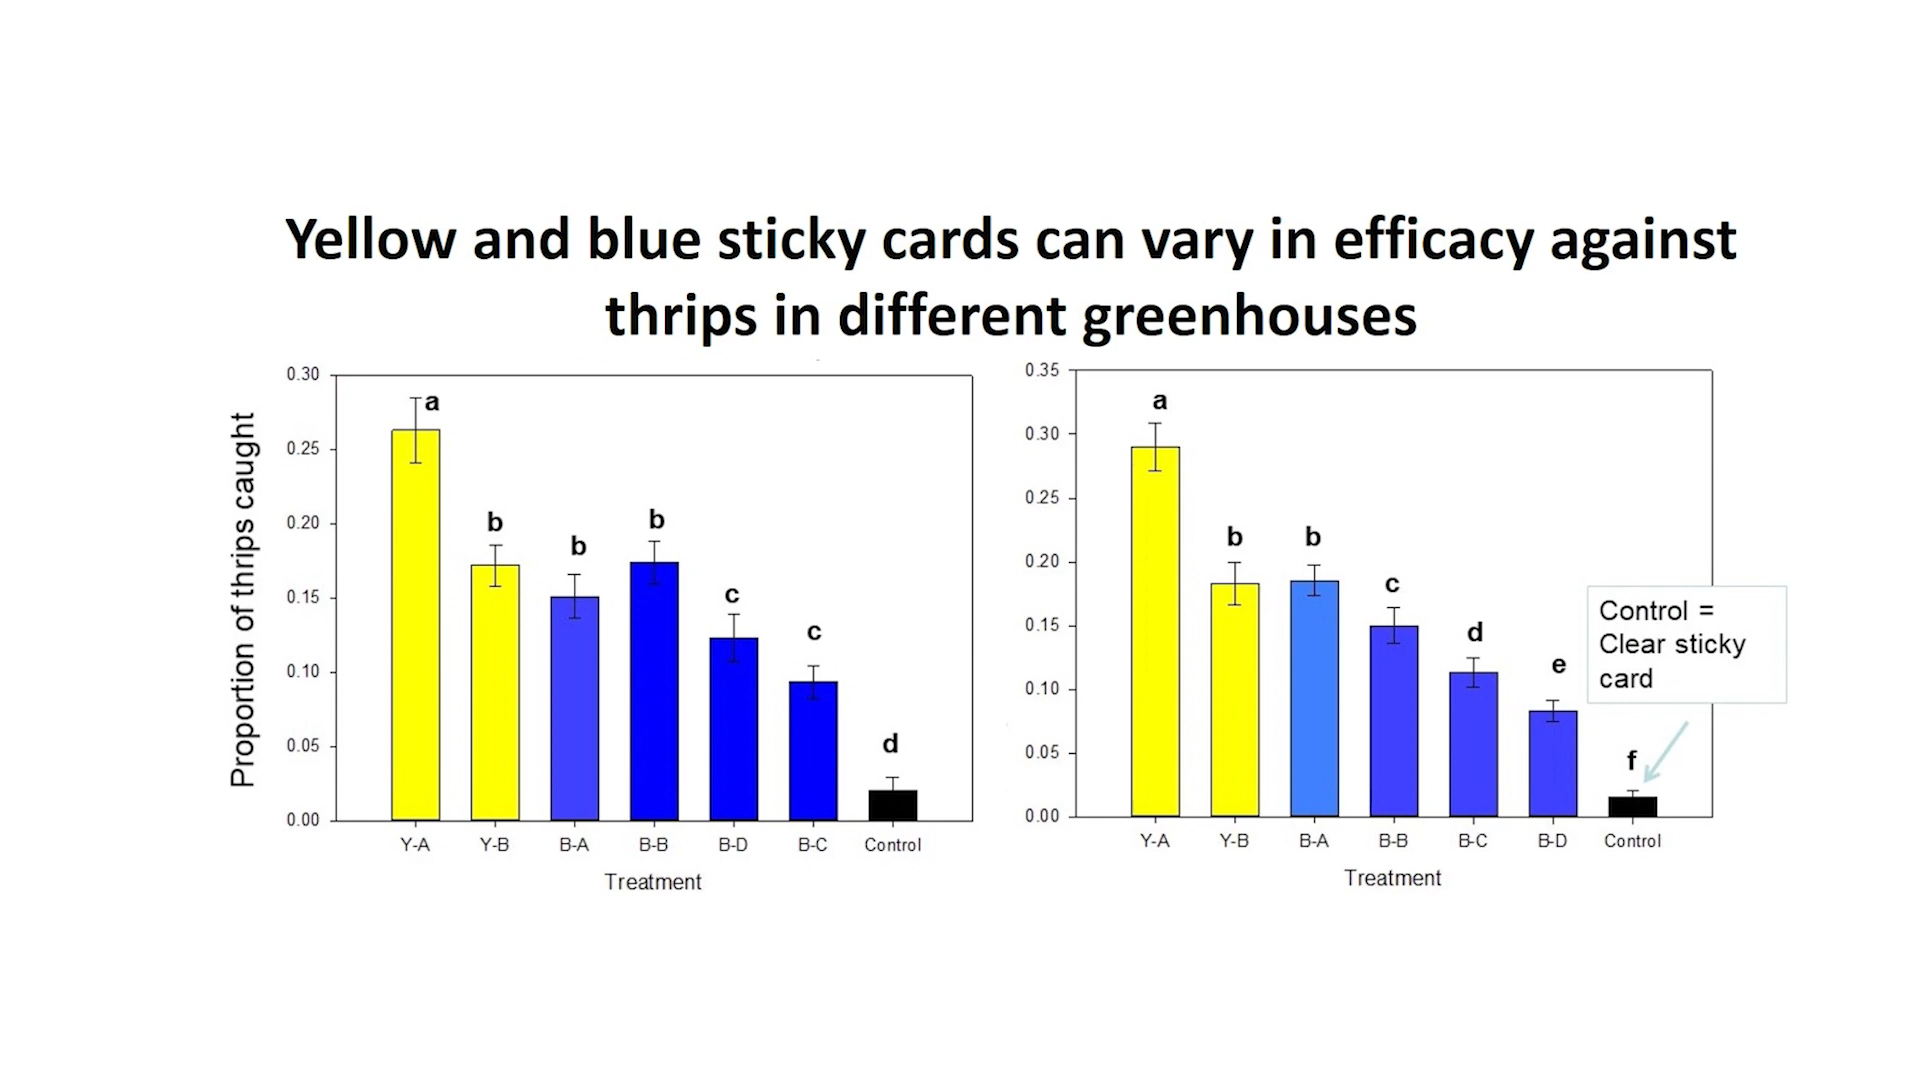 Yellow and blue sticky cards can vary in efficacy against
thrips in different greenhouses
Proportion of thrips caught
0.30
0.25
0.20
0.15
0.10
0.05
0.00
a
b
b
b
c
c
d
Y-A
Y-B
B-A
B-B
B-D
B-C
Control
Treatment
0.35
0.30
0.25
0.20
0.15
0.10
0.05
0.00
a
b
b
c
d
e
f
Control =
Clear sticky
card
Y-A
Y-B
B-A
B-B
B-C
B-D
Control
Treatment